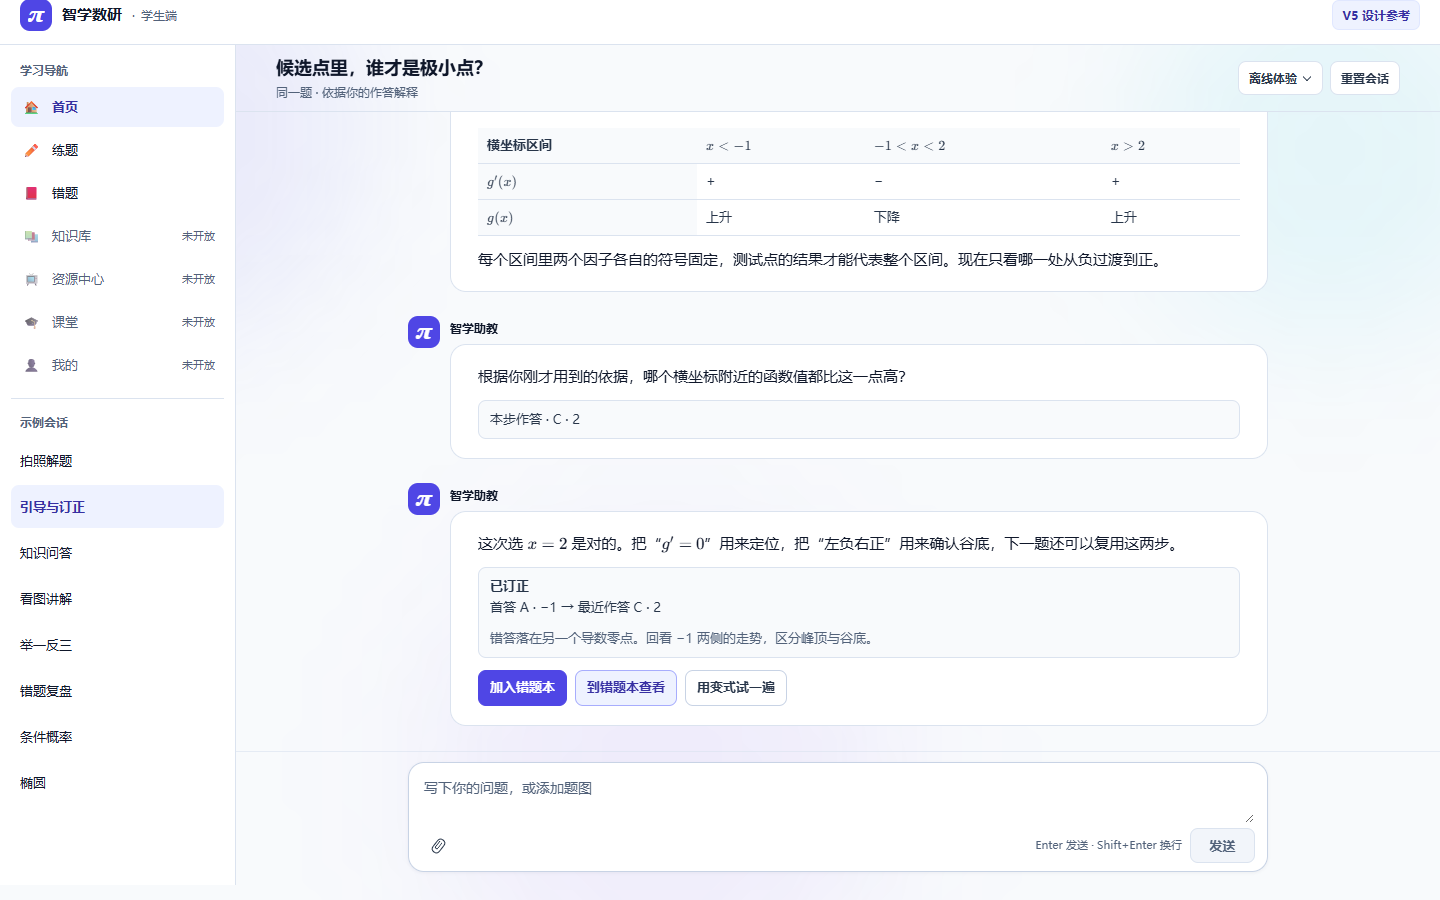 π 智学数研 · 学生端
V5 设计参考
学习导航
首页
练题
错题
知识库 未开放
资源中心 未开放
课堂 未开放
我的 未开放
示例会话
拍照解题
引导与订正
知识问答
看图讲解
举一反三
错题复盘
条件概率
椭圆
候选点里，谁才是极小点？
同一题 · 依据你的作答解释
离线体验
重置会话
横坐标区间 x < −1 −1 < x < 2 x > 2
g′(x) + − +
g(x) 上升 下降 上升
每个区间里两个因子各自的符号固定，测试点的结果才能代表整个区间。现在只看哪一处从负过渡到正。
π 智学助教
根据你刚才用到的依据，哪个横坐标附近的函数值都比这一点高？
本步作答 · C · 2
π 智学助教
这次选 x = 2 是对的。把“g′ = 0”用来定位，把“左负右正”用来确认谷底，下一题还可以复用这两步。
已订正
首答 A · −1 → 最近作答 C · 2
错答落在另一个导数零点。回看 −1 两侧的走势，区分峰顶与谷底。
加入错题本 到错题本查看 用变式试一遍
写下你的问题，或添加题图
Enter 发送 · Shift+Enter 换行 发送